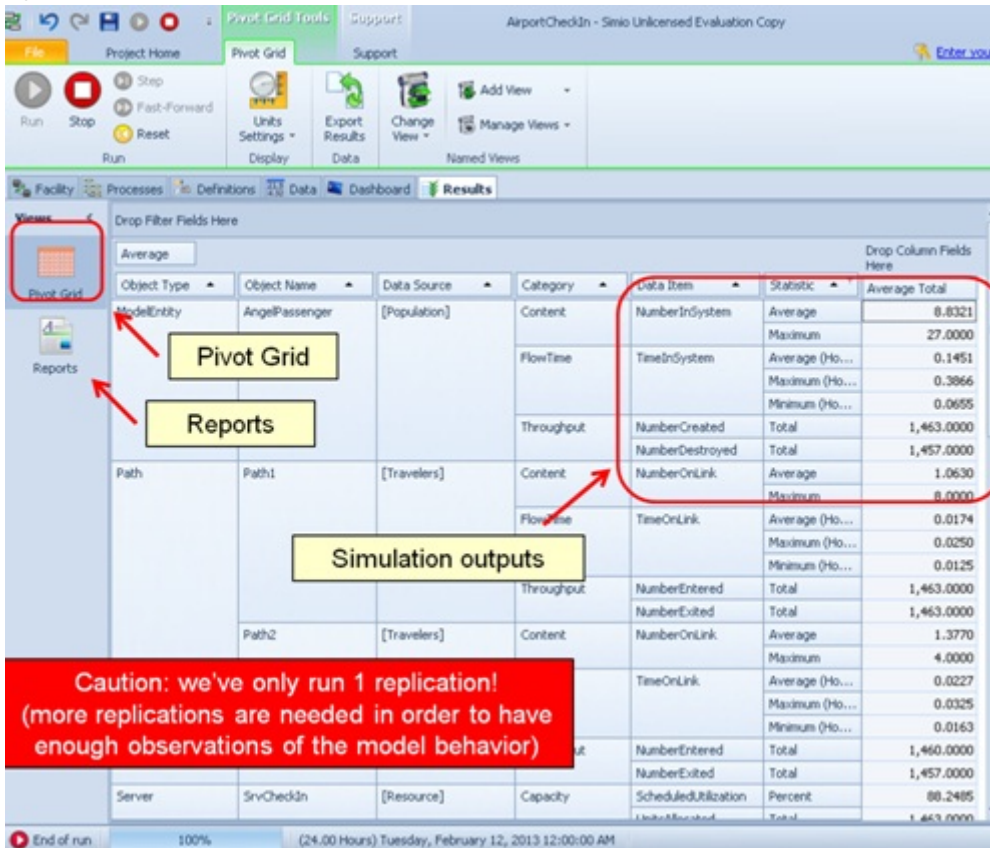 Pivot Grid Tools Support AirportCheckIn - Simio Unlicensed Evaluation Copy
File Project Home Pivot Grid Support Enter you
Run Stop Step Fast-Forward Reset Units Settings Export Results Change View Add View Manage Views
Run Display Data Named Views
Facility Processes Definitions Data Dashboard Results
Views Drop Filter Fields Here
Average Drop Column Fields Here
Object Type Object Name Data Source Category Data Item Statistic Average Total
Pivot Grid
Reports
ModelEntity AngelPassenger [Population] Content NumberInSystem Average 8.8321
Maximum 27.0000
FlowTime TimeInSystem Average (Ho... 0.1451
Maximum (Ho... 0.3866
Minimum (Ho... 0.0655
Throughput NumberCreated Total 1,463.0000
NumberDestroyed Total 1,457.0000
Path Path1 [Travelers] Content NumberOnLink Average 1.0630
Maximum 8.0000
FlowTime TimeOnLink Average (Ho... 0.0174
Maximum (Ho... 0.0250
Minimum (Ho... 0.0125
Throughput NumberEntered Total 1,463.0000
NumberExited Total 1,463.0000
Path2 [Travelers] Content NumberOnLink Average 1.3770
Maximum 4.0000
TimeOnLink Average (Ho... 0.0227
Maximum (Ho... 0.0325
Minimum (Ho... 0.0163
NumberEntered Total 1,460.0000
NumberExited Total 1,457.0000
Server SrvCheckIn [Resource] Capacity ScheduledUtilization Percent 88.2485
UnitsAllocated Total 1,463.0000
Pivot Grid
Reports
Simulation outputs
Caution: we've only run 1 replication!
(more replications are needed in order to have
enough observations of the model behavior)
End of run 100% (24.00 Hours) Tuesday, February 12, 2013 12:00:00 AM